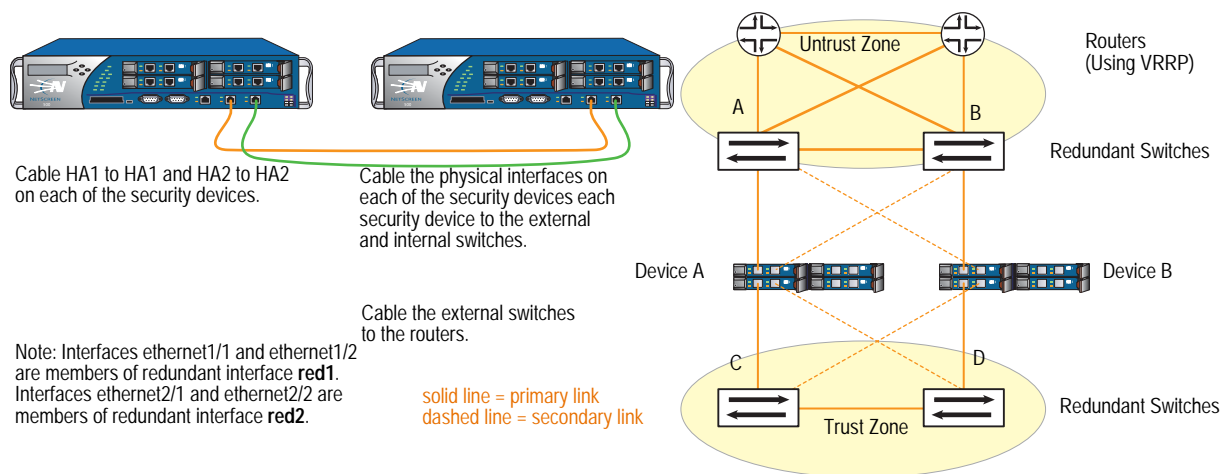 NETSCREEN
NETSCREEN
Cable HA1 to HA1 and HA2 to HA2
on each of the security devices.
Cable the physical interfaces on
each of the security devices each
security device to the external
and internal switches.
Cable the external switches
to the routers.
Note: Interfaces ethernet1/1 and ethernet1/2
are members of redundant interface red1.
Interfaces ethernet2/1 and ethernet2/2 are
members of redundant interface red2.
solid line = primary link
dashed line = secondary link
Untrust Zone
Routers
(Using VRRP)
A
B
Redundant Switches
Device A
Device B
C
D
Redundant Switches
Trust Zone